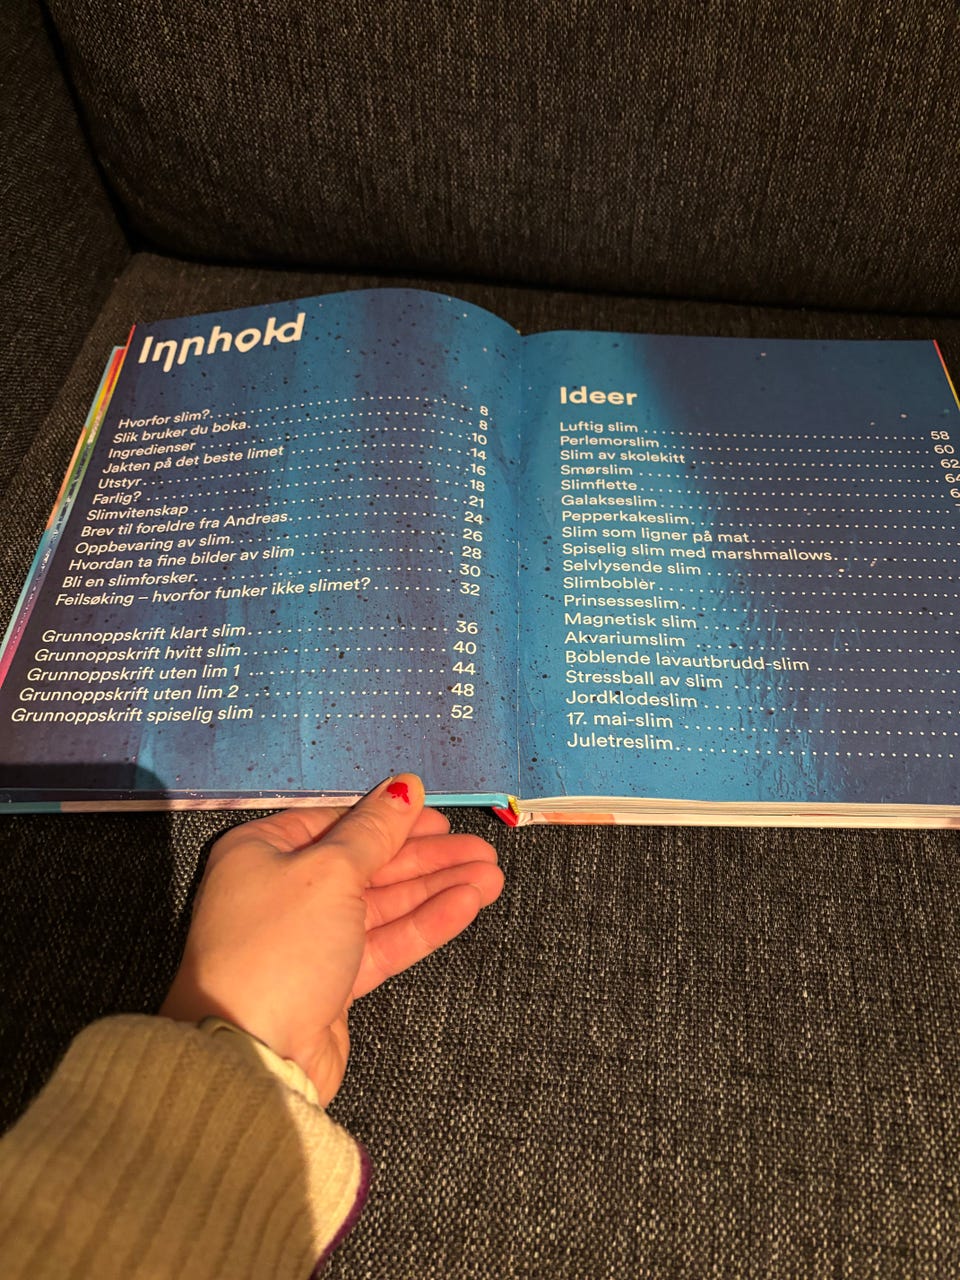 Innhold
Hvorfor slim? 8
Slik bruker du boka 8
Ingredienser 10
Jakten på det beste limet 14
Utstyr 16
Farlig? 18
Slimvitenskap 21
Brev til foreldre fra Andreas 24
Oppbevaring av slim 26
Hvordan ta fine bilder av slim 28
Bli en slimforsker 30
Feilsøking – hvorfor funker ikke slimet? 32
Grunnoppskrift klart slim 36
Grunnoppskrift hvitt slim 40
Grunnoppskrift uten lim 1 44
Grunnoppskrift uten lim 2 48
Grunnoppskrift spiselig slim 52
Ideer
Luftig slim 58
Perlemorslim 60
Slim av skolekitt 62
Smørslim
Slimflette
Galakseslim
Pepperkakeslim
Slim som ligner på mat
Spiselig slim med marshmallows
Selvlysende slim
Slimbobler
Prinsesseslim
Magnetisk slim
Akvariumslim
Boblende lavautbrudd-slim
Stressball av slim
Jordklodeslim
17. mai-slim
Juletreslim